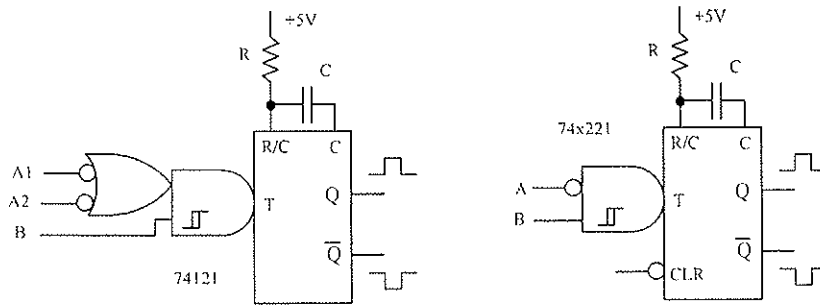 +5V
R
C
R/C C
A1
A2
B
T
Q
Q̅
74121
+5V
R
C
74x221
R/C C
A
B
T
Q
Q̅
CLR